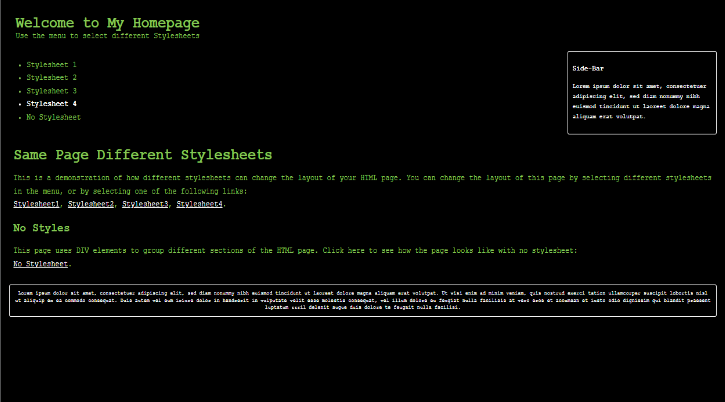 Welcome to My Homepage
Use the menu to select different Stylesheets
Stylesheet 1
Stylesheet 2
Stylesheet 3
Stylesheet 4
No Stylesheet
Side-Bar
Lorem ipsum dolor sit amet, consectetuer
adipiscing elit, sed diam nonummy nibh
euismod tincidunt ut laoreet dolore magna
aliquam erat volutpat.
Same Page Different Stylesheets
This is a demonstration of how different stylesheets can change the layout of your HTML page. You can change the layout of this page by selecting different stylesheets
in the menu, or by selecting one of the following links:
Stylesheet1, Stylesheet2, Stylesheet3, Stylesheet4.
No Styles
This page uses DIV elements to group different sections of the HTML page. Click here to see how the page looks like with no stylesheet:
No Stylesheet.
Lorem ipsum dolor sit amet, consectetuer adipiscing elit, sed diam nonummy nibh euismod tincidunt ut laoreet dolore magna aliquam erat volutpat. Ut wisi enim ad minim veniam, quis nostrud exerci tation ullamcorper suscipit lobortis nisl
ut aliquip ex ea commodo consequat. Duis autem vel eum iriure dolor in hendrerit in vulputate velit esse molestie consequat, vel illum dolore eu feugiat nulla facilisis at vero eros et accumsan et iusto odio dignissim qui blandit praesent
luptatum zzril delenit augue duis dolore te feugait nulla facilisi.